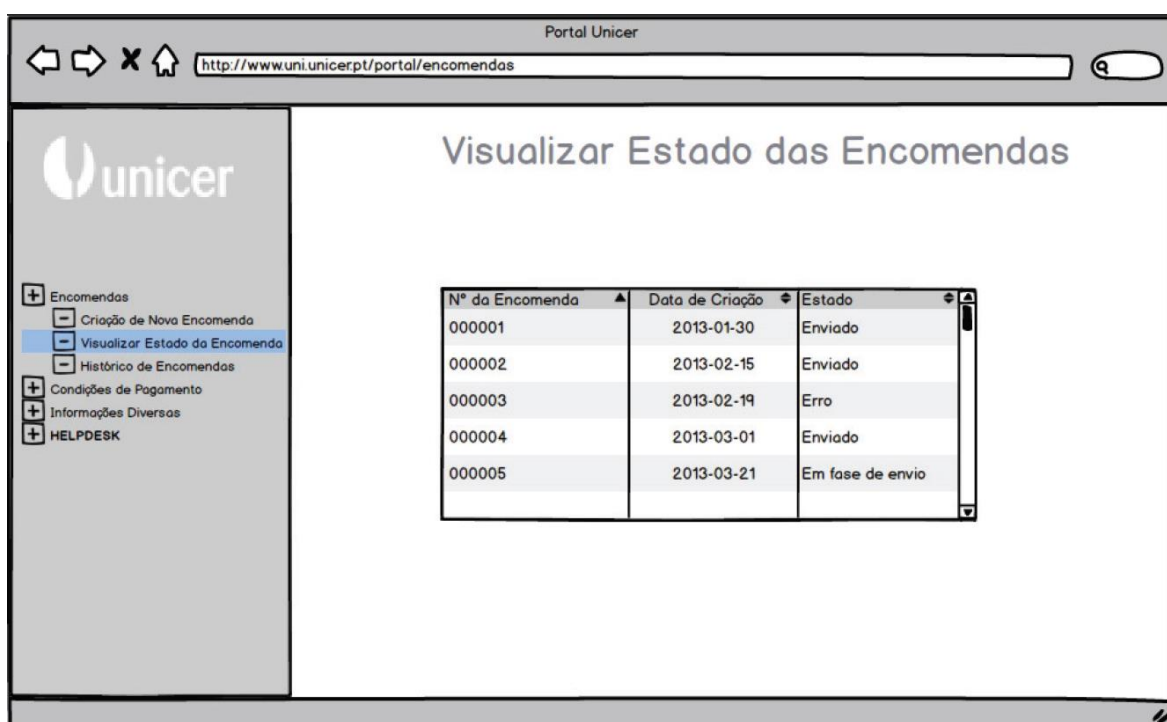 Portal Unicer
http://www.uni.unicer.pt/portal/encomendas
unicer
Encomendas
Criação de Nova Encomenda
Visualizar Estado da Encomenda
Histórico de Encomendas
Condições de Pagamento
Informações Diversas
HELPDESK
Visualizar Estado das Encomendas
Nº da Encomenda Data de Criação Estado
000001 2013-01-30 Enviado
000002 2013-02-15 Enviado
000003 2013-02-19 Erro
000004 2013-03-01 Enviado
000005 2013-03-21 Em fase de envio